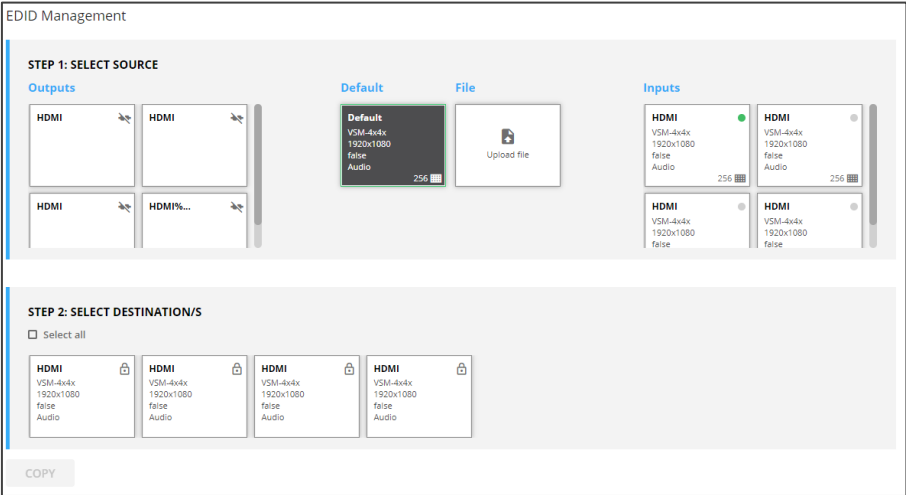 EDID Management
STEP 1: SELECT SOURCE
Outputs
HDMI
HDMI
HDMI
HDMI%...
Default
Default
VSM-4x4x
1920x1080
false
Audio
256
File
Upload file
Inputs
HDMI
VSM-4x4x
1920x1080
false
Audio
256
HDMI
VSM-4x4x
1920x1080
false
Audio
256
HDMI
VSM-4x4x
1920x1080
false
HDMI
VSM-4x4x
1920x1080
false
STEP 2: SELECT DESTINATION/S
Select all
HDMI
VSM-4x4x
1920x1080
false
Audio
HDMI
VSM-4x4x
1920x1080
false
Audio
HDMI
VSM-4x4x
1920x1080
false
Audio
HDMI
VSM-4x4x
1920x1080
false
Audio
COPY